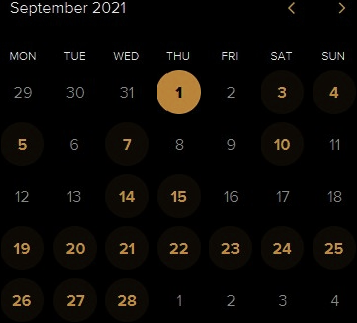 September 2021
MON TUE WED THU FRI SAT SUN
29 30 31 1 2 3 4
5 6 7 8 9 10 11
12 13 14 15 16 17 18
19 20 21 22 23 24 25
26 27 28 1 2 3 4